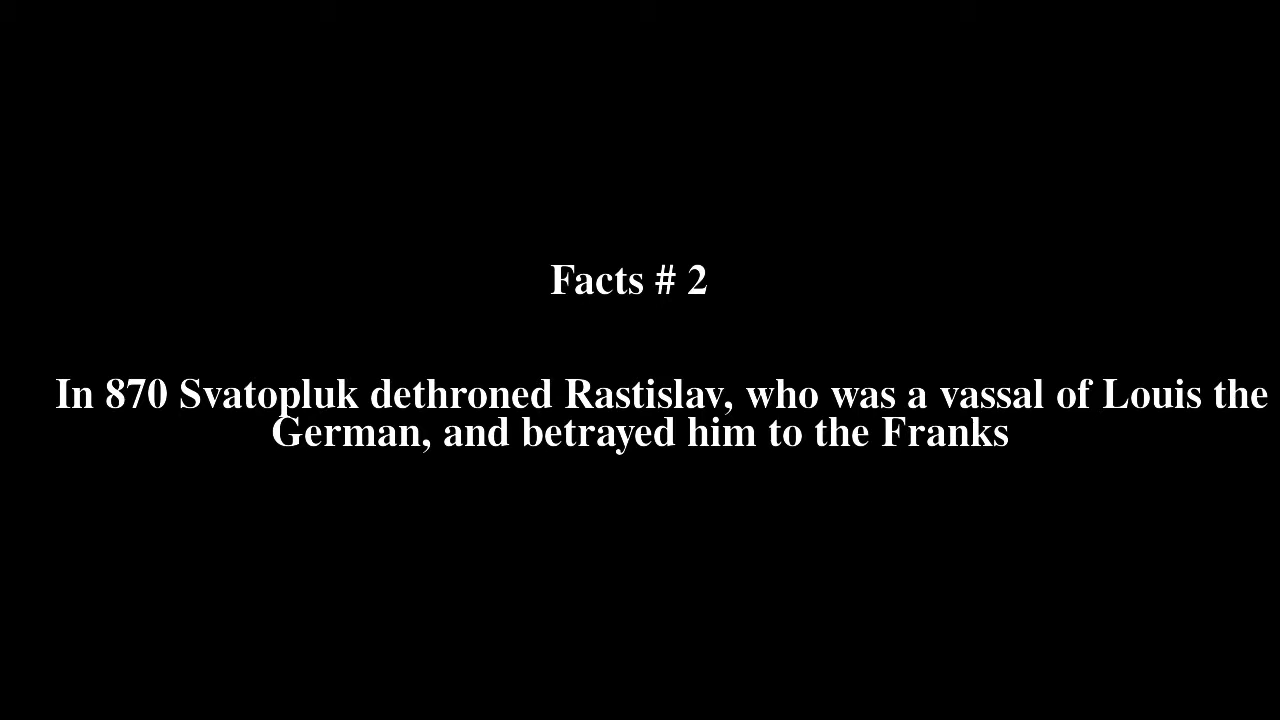 Facts # 2
In 870 Svatopluk dethroned Rastislav, who was a vassal of Louis the
German, and betrayed him to the Franks